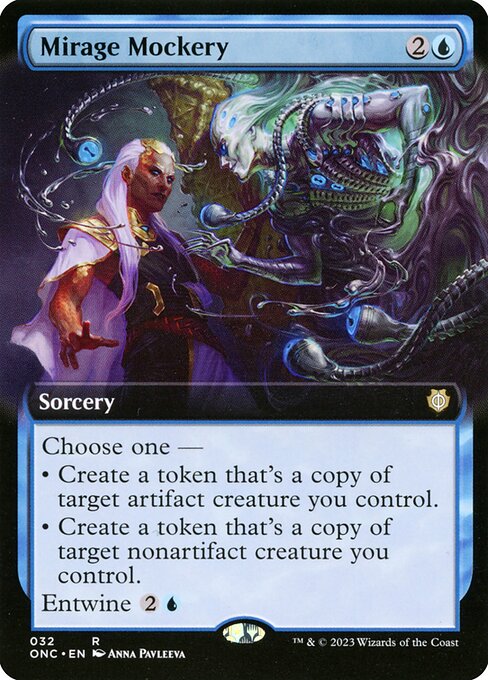 Mirage Mockery 2
Sorcery
Choose one —
• Create a token that's a copy of
target artifact creature you control.
• Create a token that's a copy of
target nonartifact creature you
control.
Entwine 2
032 R
ONC • EN Anna Pavleeva
™ & © 2023 Wizards of the Coast